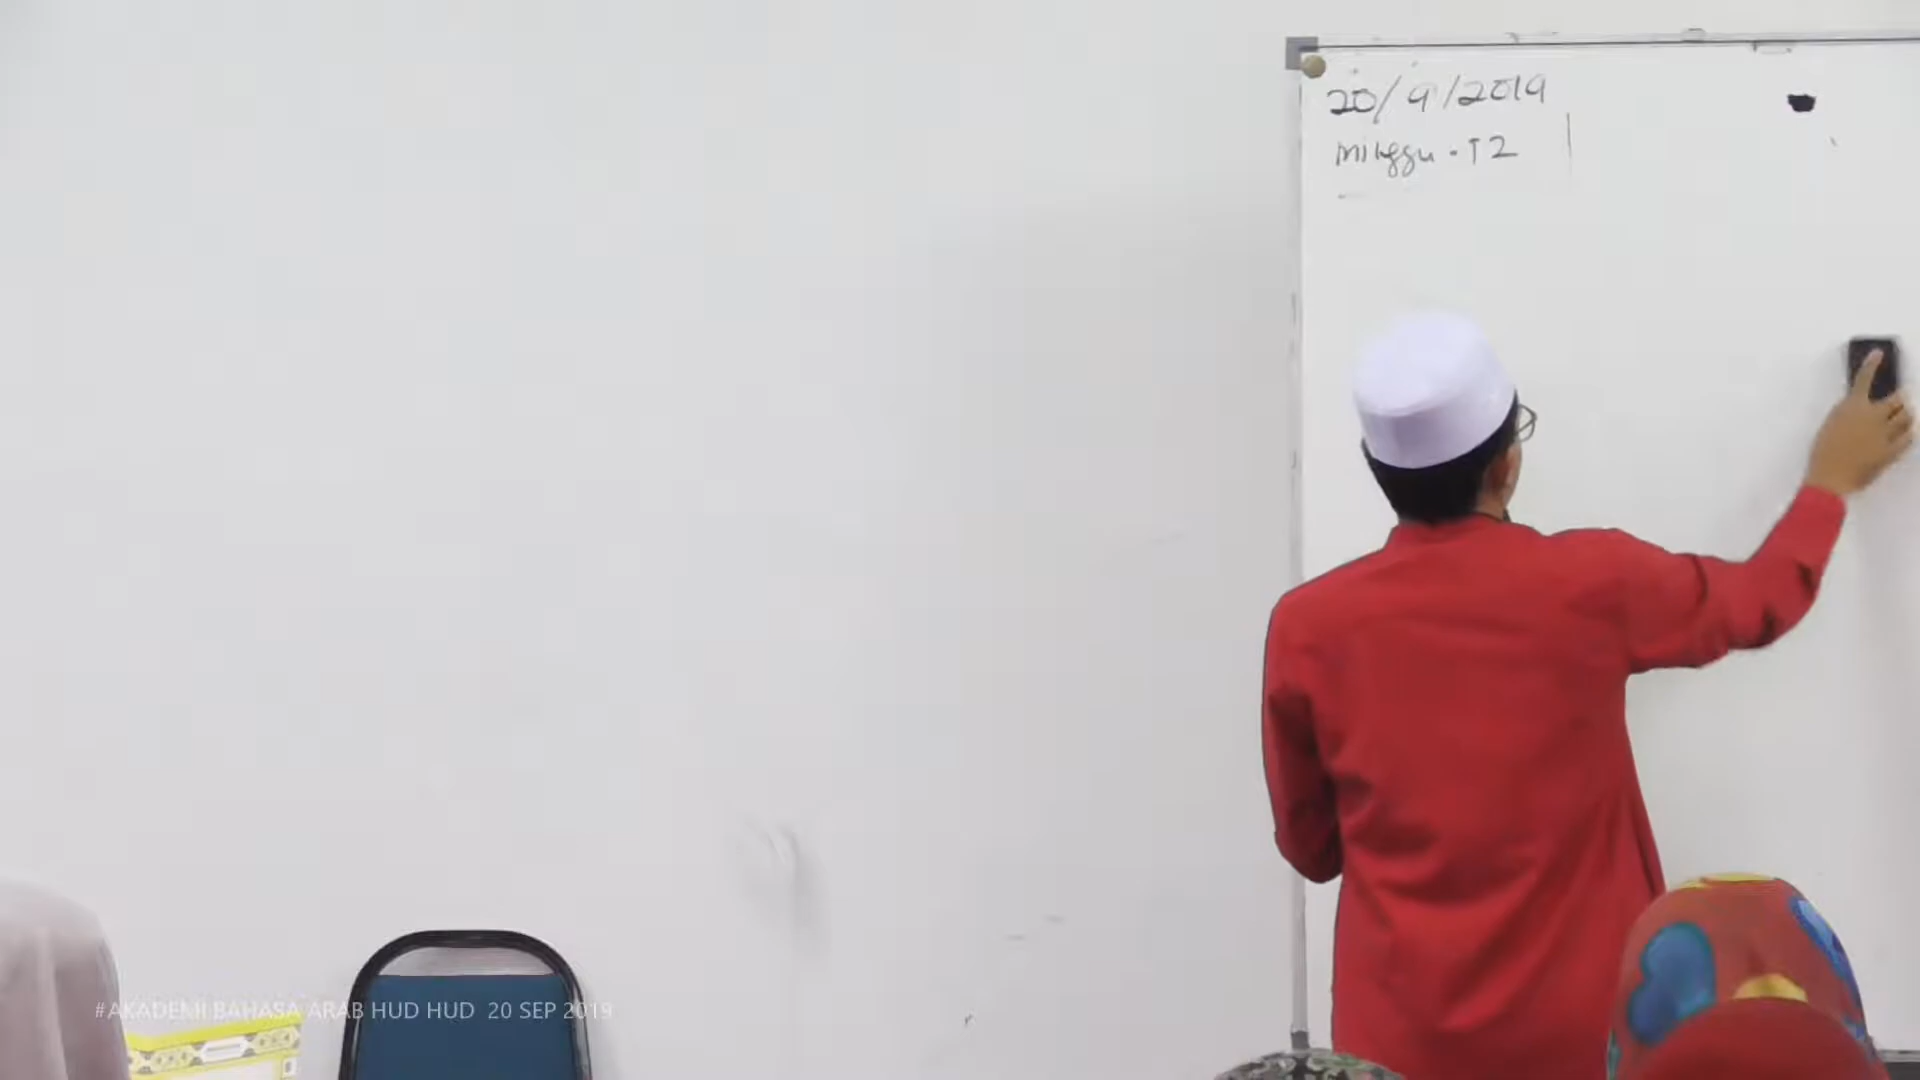 20/9/2019
minggu - 12
#AKADEMI BAHASA ARAB HUD HUD 20 SEP 2019